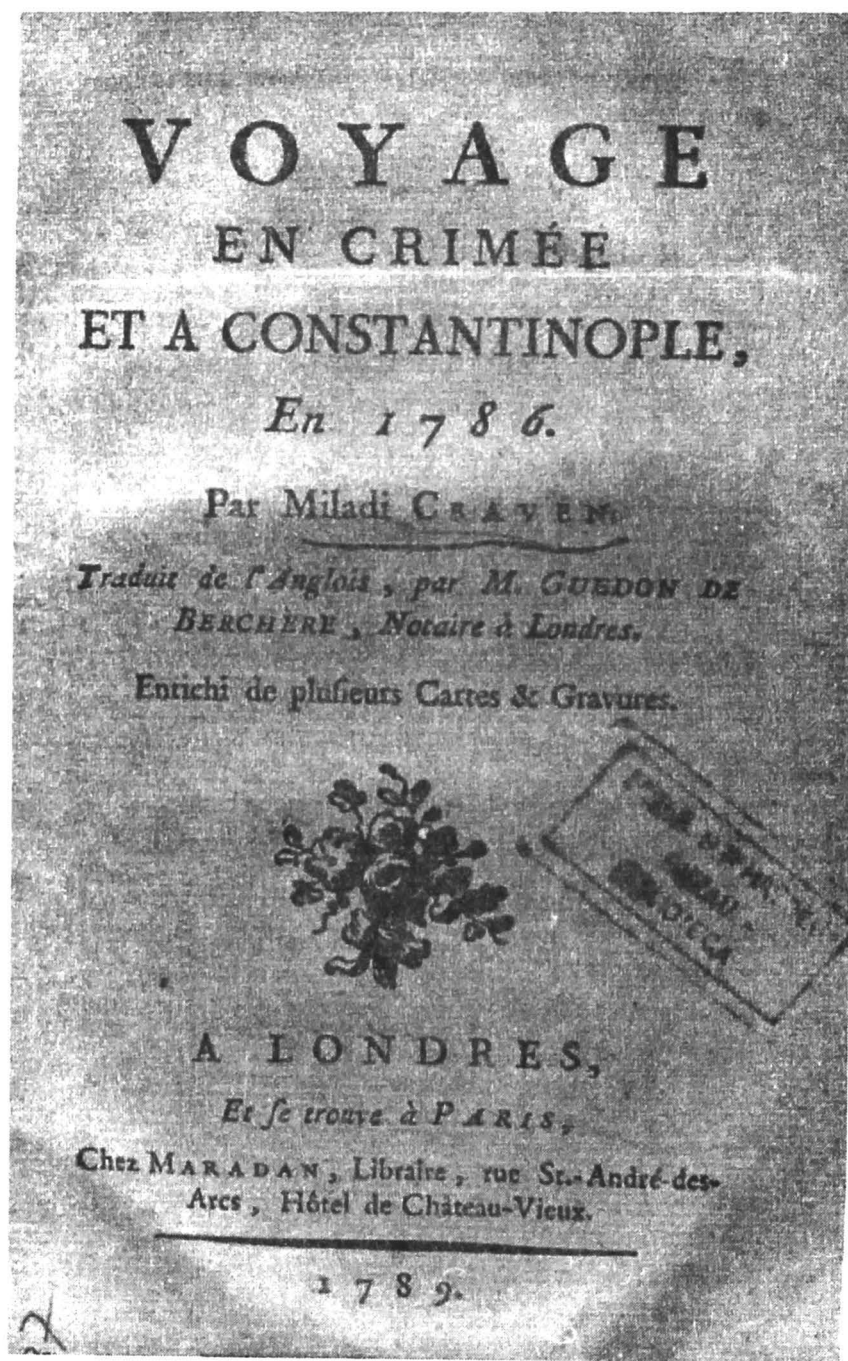 VOYAGE
EN CRIMÉE
ET A CONSTANTINOPLE,
En 1786.
Par Miladi CRAVEN.
Traduit de l'Anglois, par M. GUEDON DE
BERCHERE, Notaire à Londres.
Enrichi de plusieurs Cartes & Gravures.
A LONDRES,
Et se trouve à PARIS,
Chez MARADAN, Libraire, rue St.-André-des-
Arcs, Hôtel de Château-Vieux.
1789.